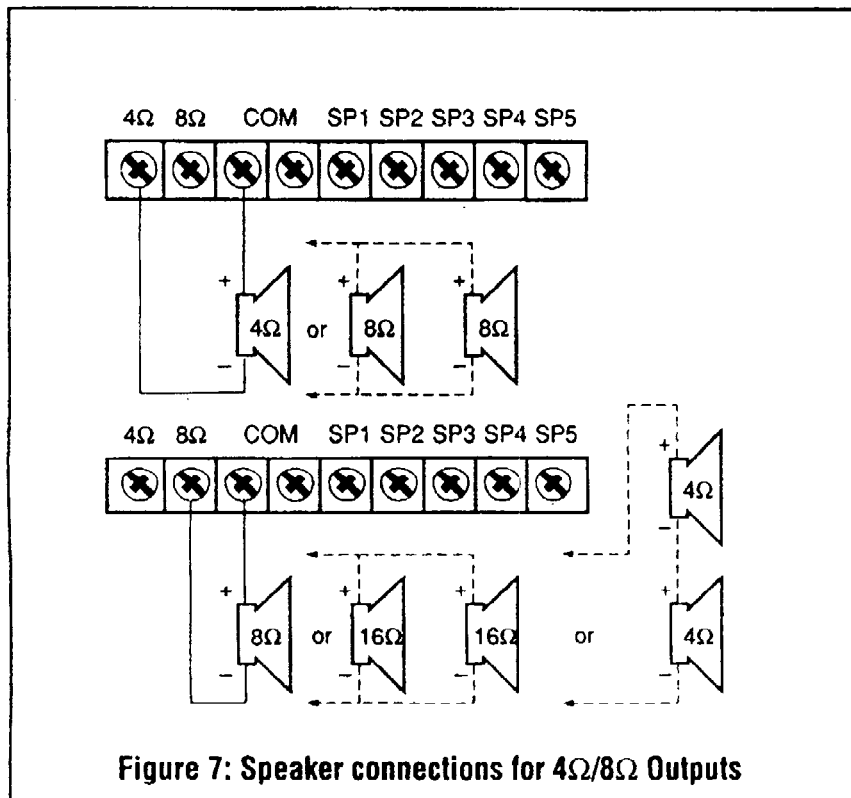 4Ω 8Ω COM SP1 SP2 SP3 SP4 SP5
+ + +
4Ω or 8Ω 8Ω
− − −
4Ω 8Ω COM SP1 SP2 SP3 SP4 SP5
+
4Ω
−
+ + + +
8Ω or 16Ω 16Ω or 4Ω
− − − −
Figure 7: Speaker connections for 4Ω/8Ω Outputs